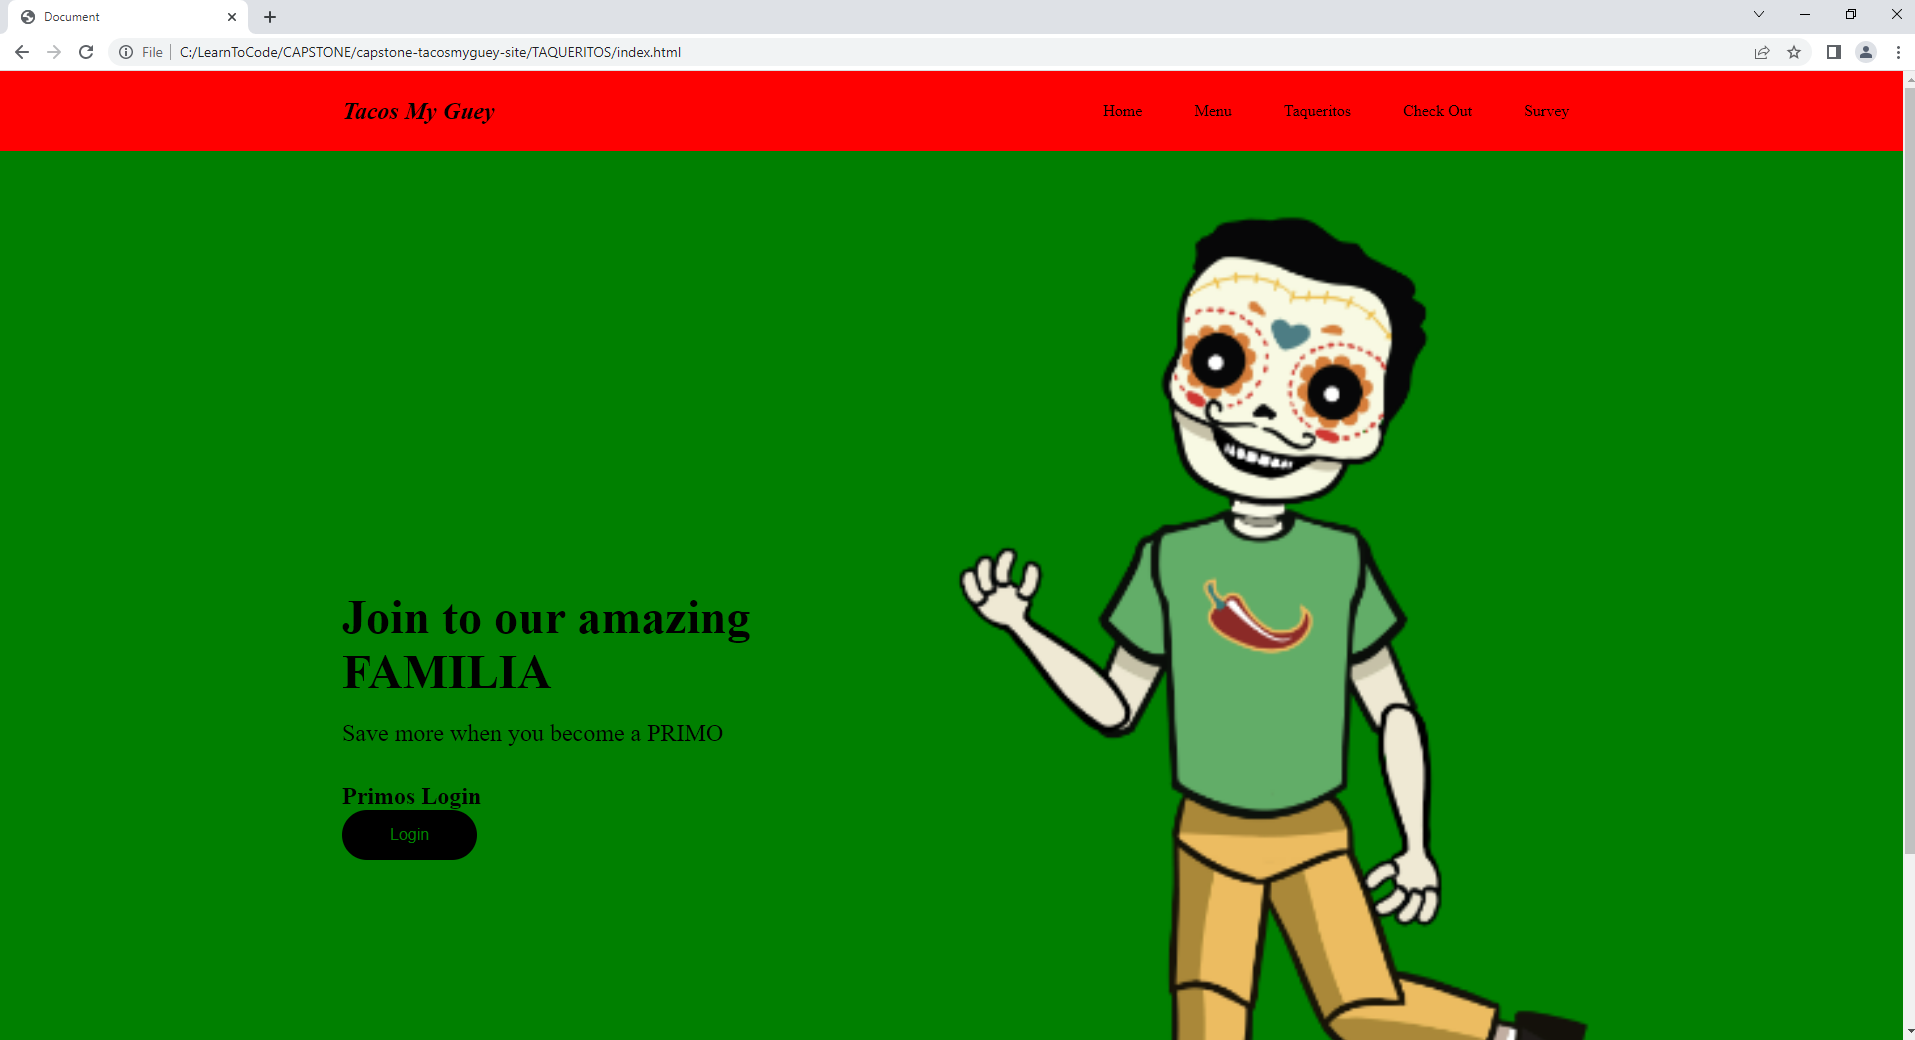 Document
File
C:/LearnToCode/CAPSTONE/capstone-tacosmyguey-site/TAQUERITOS/index.html
Tacos My Guey
Home Menu Taqueritos Check Out Survey
Join to our amazing
FAMILIA
Save more when you become a PRIMO
Primos Login
Login